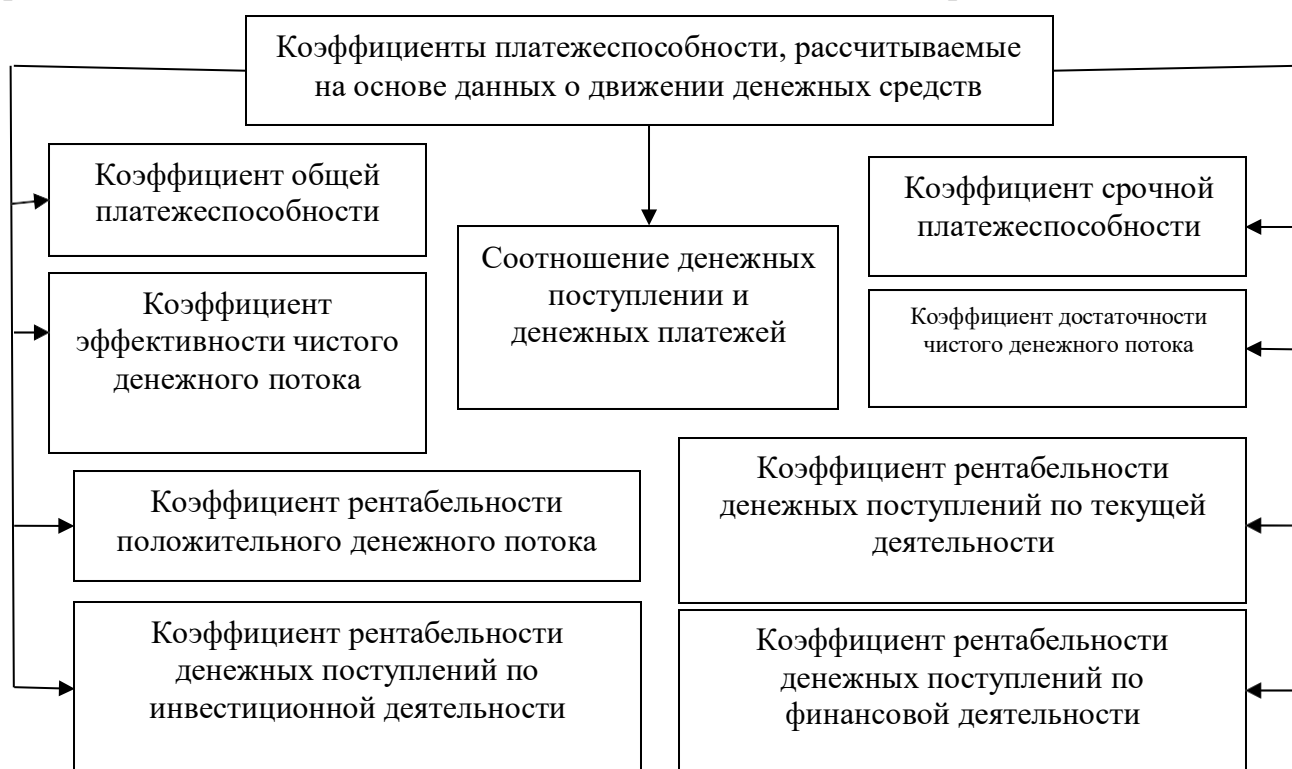 Коэффициенты платежеспособности, рассчитываемые
на основе данных о движении денежных средств
Коэффициент общей
платежеспособности
Коэффициент срочной
платежеспособности
Соотношение денежных
поступлении и
денежных платежей
Коэффициент
эффективности чистого
денежного потока
Коэффициент достаточности
чистого денежного потока
Коэффициент рентабельности
положительного денежного потока
Коэффициент рентабельности
денежных поступлений по текущей
деятельности
Коэффициент рентабельности
денежных поступлений по
инвестиционной деятельности
Коэффициент рентабельности
денежных поступлений по
финансовой деятельности